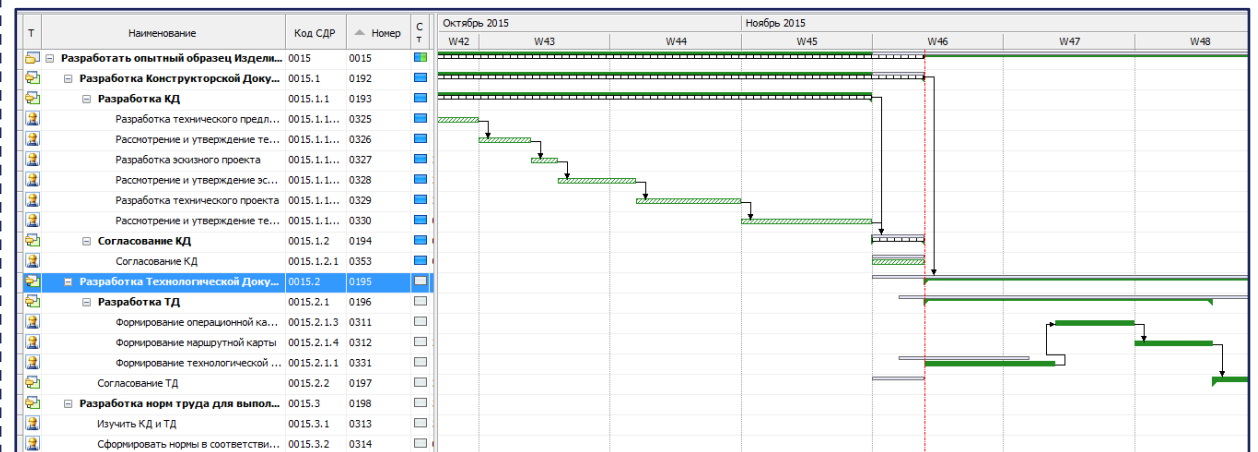 Октябрь 2015 Ноябрь 2015
Т Наименование Код СДР Номер С т W42 W43 W44 W45 W46 W47 W48
Разработать опытный образец Издели... 0015 0015
Разработка Конструкторской Доку... 0015.1 0192
Разработка КД 0015.1.1 0193
Разработка технического предл... 0015.1.1... 0325
Рассмотрение и утверждение те... 0015.1.1... 0326
Разработка эскизного проекта 0015.1.1... 0327
Рассмотрение и утверждение эс... 0015.1.1... 0328
Разработка технического проекта 0015.1.1... 0329
Рассмотрение и утверждение те... 0015.1.1... 0330
Согласование КД 0015.1.2 0194
Согласование КД 0015.1.2.1 0353
Разработка Технологической Доку... 0015.2 0195
Разработка ТД 0015.2.1 0196
Формирование операционной ка... 0015.2.1.3 0311
Формирование маршрутной карты 0015.2.1.4 0312
Формирование технологической ... 0015.2.1.1 0331
Согласование ТД 0015.2.2 0197
Разработка норм труда для выпол... 0015.3 0198
Изучить КД и ТД 0015.3.1 0313
Сформировать нормы в соответстви... 0015.3.2 0314